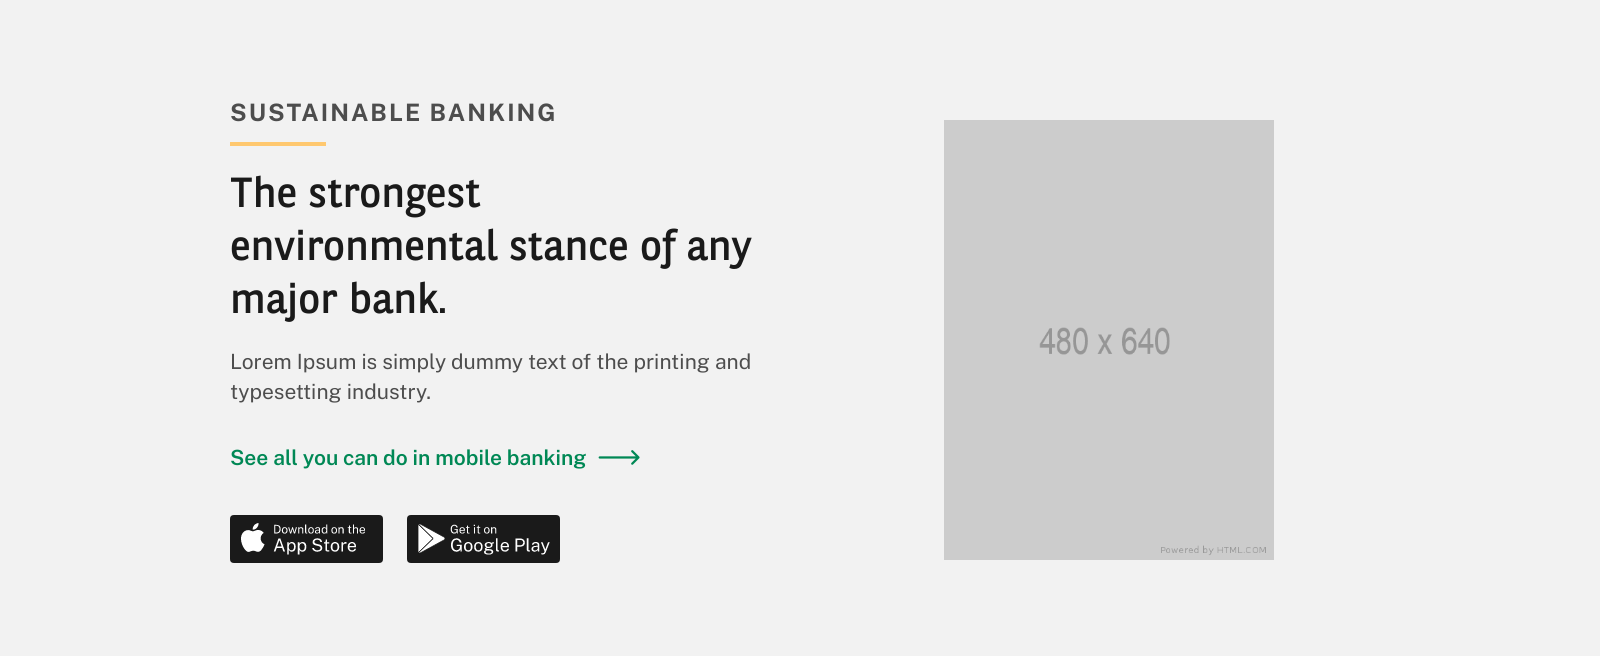 SUSTAINABLE BANKING
The strongest
environmental stance of any
major bank.
Lorem Ipsum is simply dummy text of the printing and
typesetting industry.
See all you can do in mobile banking
Download on the
App Store
Get it on
Google Play
480 x 640
Powered by HTML.COM